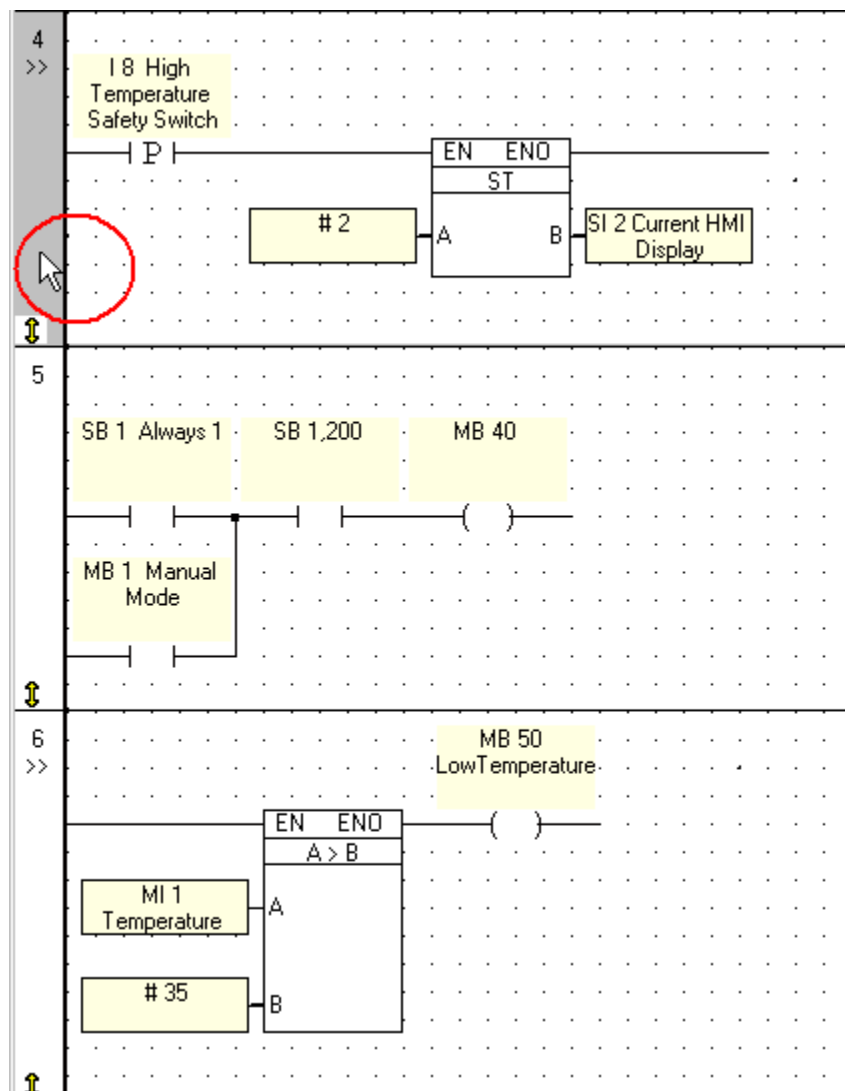 4
>>
I 8 High
Temperature
Safety Switch
P
EN ENO
ST
# 2
A
B
SI 2 Current HMI
Display
5
SB 1 Always 1
SB 1,200
MB 40
MB 1 Manual
Mode
6
>>
MB 50
LowTemperature
EN ENO
A > B
MI 1
Temperature
A
# 35
B